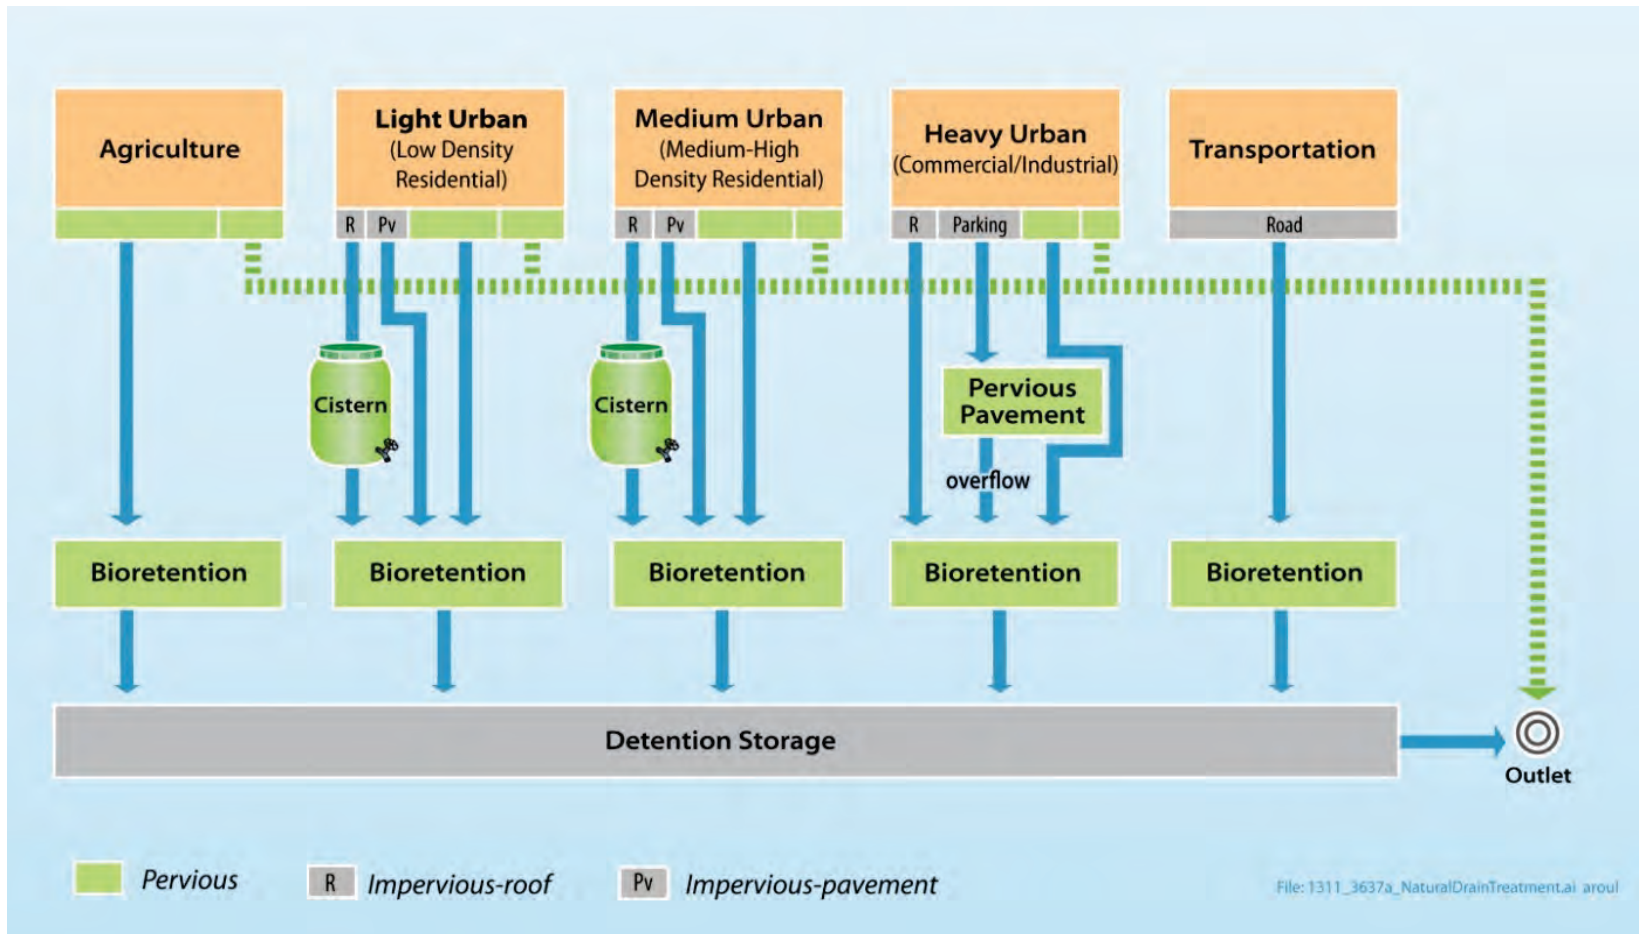 Agriculture
Light Urban
(Low Density
Residential)
Medium Urban
(Medium-High
Density Residential)
Heavy Urban
(Commercial/Industrial)
Transportation
R
Pv
R
Pv
R
Parking
Road
Cistern
Cistern
Pervious
Pavement
overflow
Bioretention
Bioretention
Bioretention
Bioretention
Bioretention
Detention Storage
Outlet
Pervious
R
Impervious-roof
Pv
Impervious-pavement
File: 1311_3637a_NaturalDrainTreatment.ai aroul